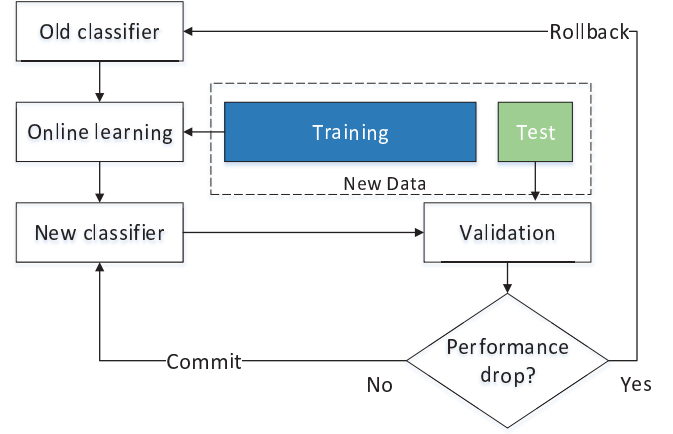 Old classifier
Rollback
Online learning
Training
Test
New Data
New classifier
Validation
Performance
drop?
Commit
No
Yes